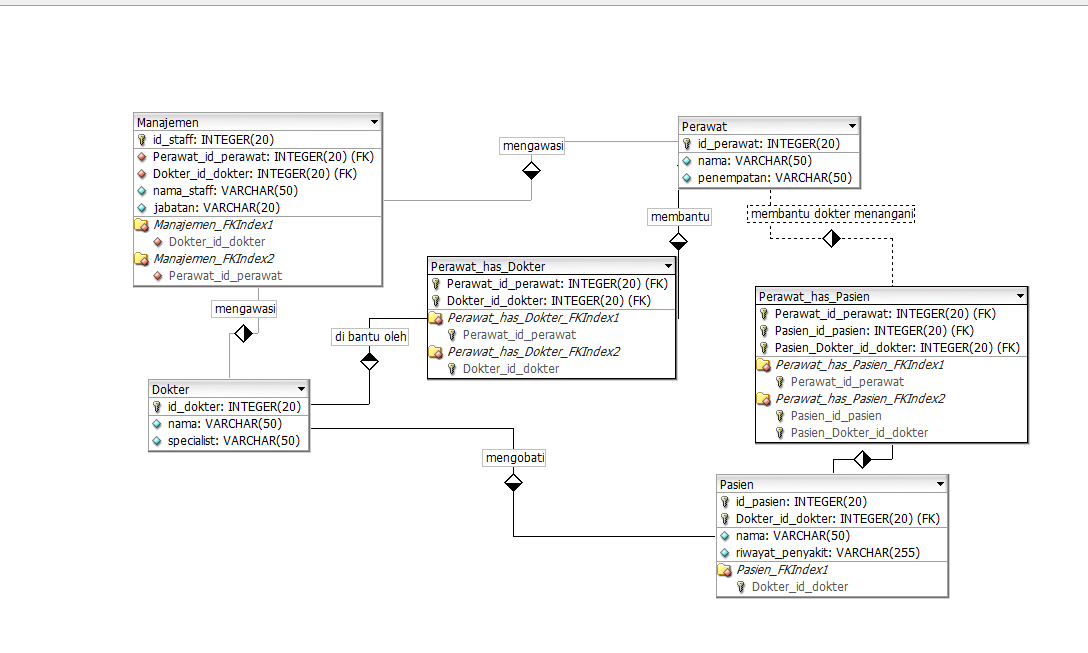 Manajemen
id_staff: INTEGER(20)
Perawat_id_perawat: INTEGER(20) (FK)
Dokter_id_dokter: INTEGER(20) (FK)
nama_staff: VARCHAR(50)
jabatan: VARCHAR(20)
Manajemen_FKIndex1
Dokter_id_dokter
Manajemen_FKIndex2
Perawat_id_perawat
mengawasi
Perawat
id_perawat: INTEGER(20)
nama: VARCHAR(50)
penempatan: VARCHAR(50)
membantu
membantu dokter menangani
Perawat_has_Dokter
Perawat_id_perawat: INTEGER(20) (FK)
Dokter_id_dokter: INTEGER(20) (FK)
Perawat_has_Dokter_FKIndex1
Perawat_id_perawat
Perawat_has_Dokter_FKIndex2
Dokter_id_dokter
Perawat_has_Pasien
Perawat_id_perawat: INTEGER(20) (FK)
Pasien_id_pasien: INTEGER(20) (FK)
Pasien_Dokter_id_dokter: INTEGER(20) (FK)
Perawat_has_Pasien_FKIndex1
Perawat_id_perawat
Perawat_has_Pasien_FKIndex2
Pasien_id_pasien
Pasien_Dokter_id_dokter
mengawasi
di bantu oleh
Dokter
id_dokter: INTEGER(20)
nama: VARCHAR(50)
specialist: VARCHAR(50)
mengobati
Pasien
id_pasien: INTEGER(20)
Dokter_id_dokter: INTEGER(20) (FK)
nama: VARCHAR(50)
riwayat_penyakit: VARCHAR(255)
Pasien_FKIndex1
Dokter_id_dokter